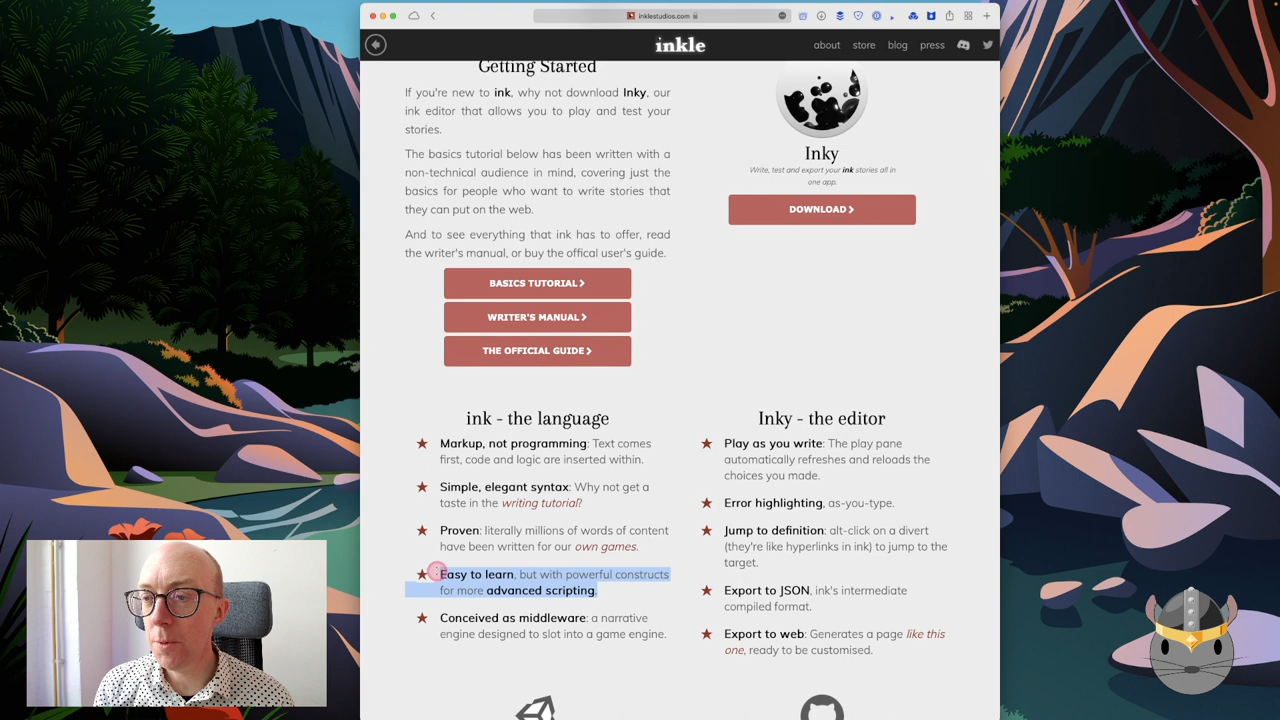 inklestudios.com
inkle
about
store
blog
press
Getting Started
If you're new to ink, why not download Inky, our
ink editor that allows you to play and test your
stories.
The basics tutorial below has been written with a
non-technical audience in mind, covering just the
basics for people who want to write stories that
they can put on the web.
And to see everything that ink has to offer, read
the writer's manual, or buy the offical user's guide.
BASICS TUTORIAL
WRITER'S MANUAL
THE OFFICIAL GUIDE
Inky
Write, test and export your ink stories all in
one app.
DOWNLOAD
ink - the language
Markup, not programming: Text comes
first, code and logic are inserted within.
Simple, elegant syntax: Why not get a
taste in the writing tutorial?
Proven: literally millions of words of content
have been written for our own games.
Easy to learn, but with powerful constructs
for more advanced scripting.
Conceived as middleware: a narrative
engine designed to slot into a game engine.
Inky - the editor
Play as you write: The play pane
automatically refreshes and reloads the
choices you made.
Error highlighting, as-you-type.
Jump to definition: alt-click on a divert
(they're like hyperlinks in ink) to jump to the
target.
Export to JSON, ink's intermediate
compiled format.
Export to web: Generates a page like this
one, ready to be customised.